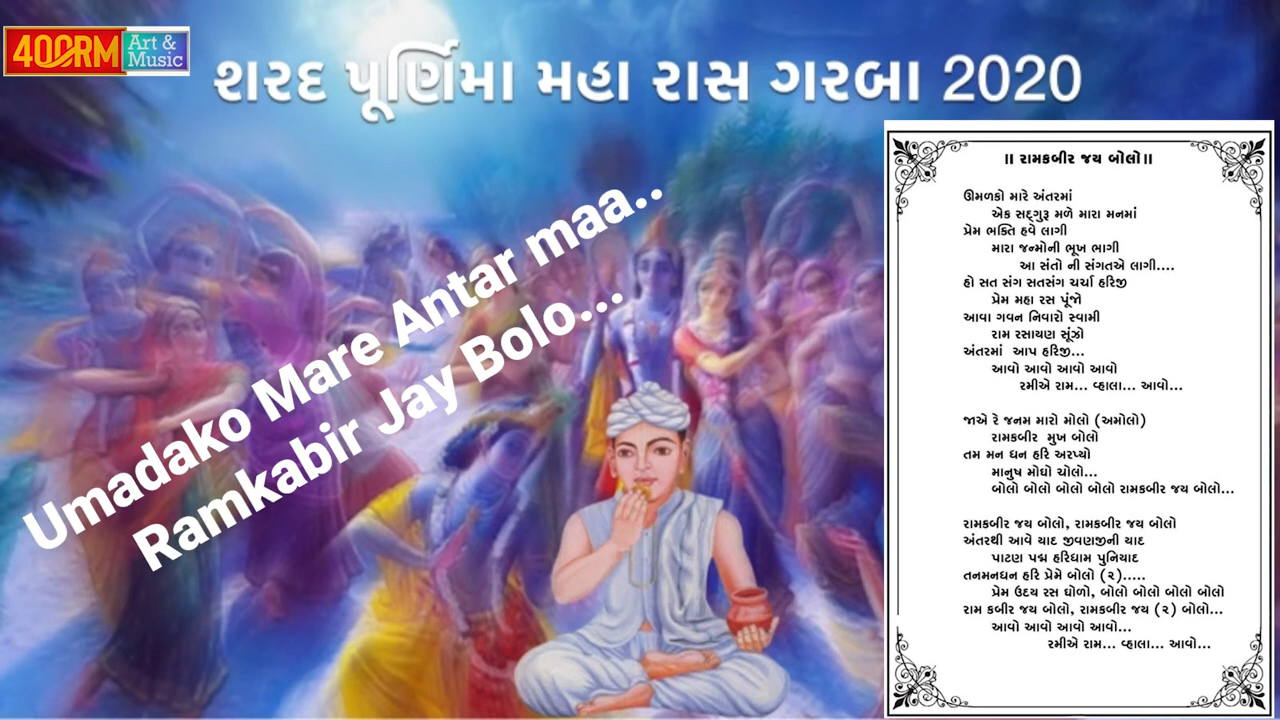 400RM Art & Music
શરદ પૂર્ણિમા મહા રાસ ગરબા 2020
Umadako Mare Antar maa..
Ramkabir Jay Bolo...
॥ રામકબીર જય બોલો॥
ઊમળકો મારે અંતરમાં
એક સદ્ગુરૂ મળે મારા મનમાં
પ્રેમ ભક્તિ હવે લાગી
મારા જન્મોની ભૂખ ભાગી
આ સંતો ની સંગતએ લાગી....
હો સત સંગ સતસંગ ચર્ચા હરિજી
પ્રેમ મહા રસ પૂંજો
આવા ગવન નિવારો સ્વામી
રામ રસાયણ સૂંઝો
અંતરમાં આપ હરિજી...
આવો આવો આવો આવો
રમીએ રામ... વ્હાલા... આવો...
જાએ રે જનમ મારો મોલો (અમોલો)
રામકબીર મુખ બોલો
તમ મન ધન હરિ અરપ્યો
માનુષ મોઘો ચોલો...
બોલો બોલો બોલો બોલો રામકબીર જય બોલો...
રામકબીર જય બોલો, રામકબીર જય બોલો
અંતરથી આવે યાદ જીવણજીની યાદ
પાટણ પદ્મ હરિધામ પુનિયાદ
તનમનધન હરિ પ્રેમે બોલો (૨).....
પ્રેમ ઉદય રસ ઘોળો, બોલો બોલો બોલો બોલો
રામ કબીર જય બોલો, રામકબીર જય (૨) બોલો...
આવો આવો આવો આવો...
રમીએ રામ... વ્હાલા... આવો...